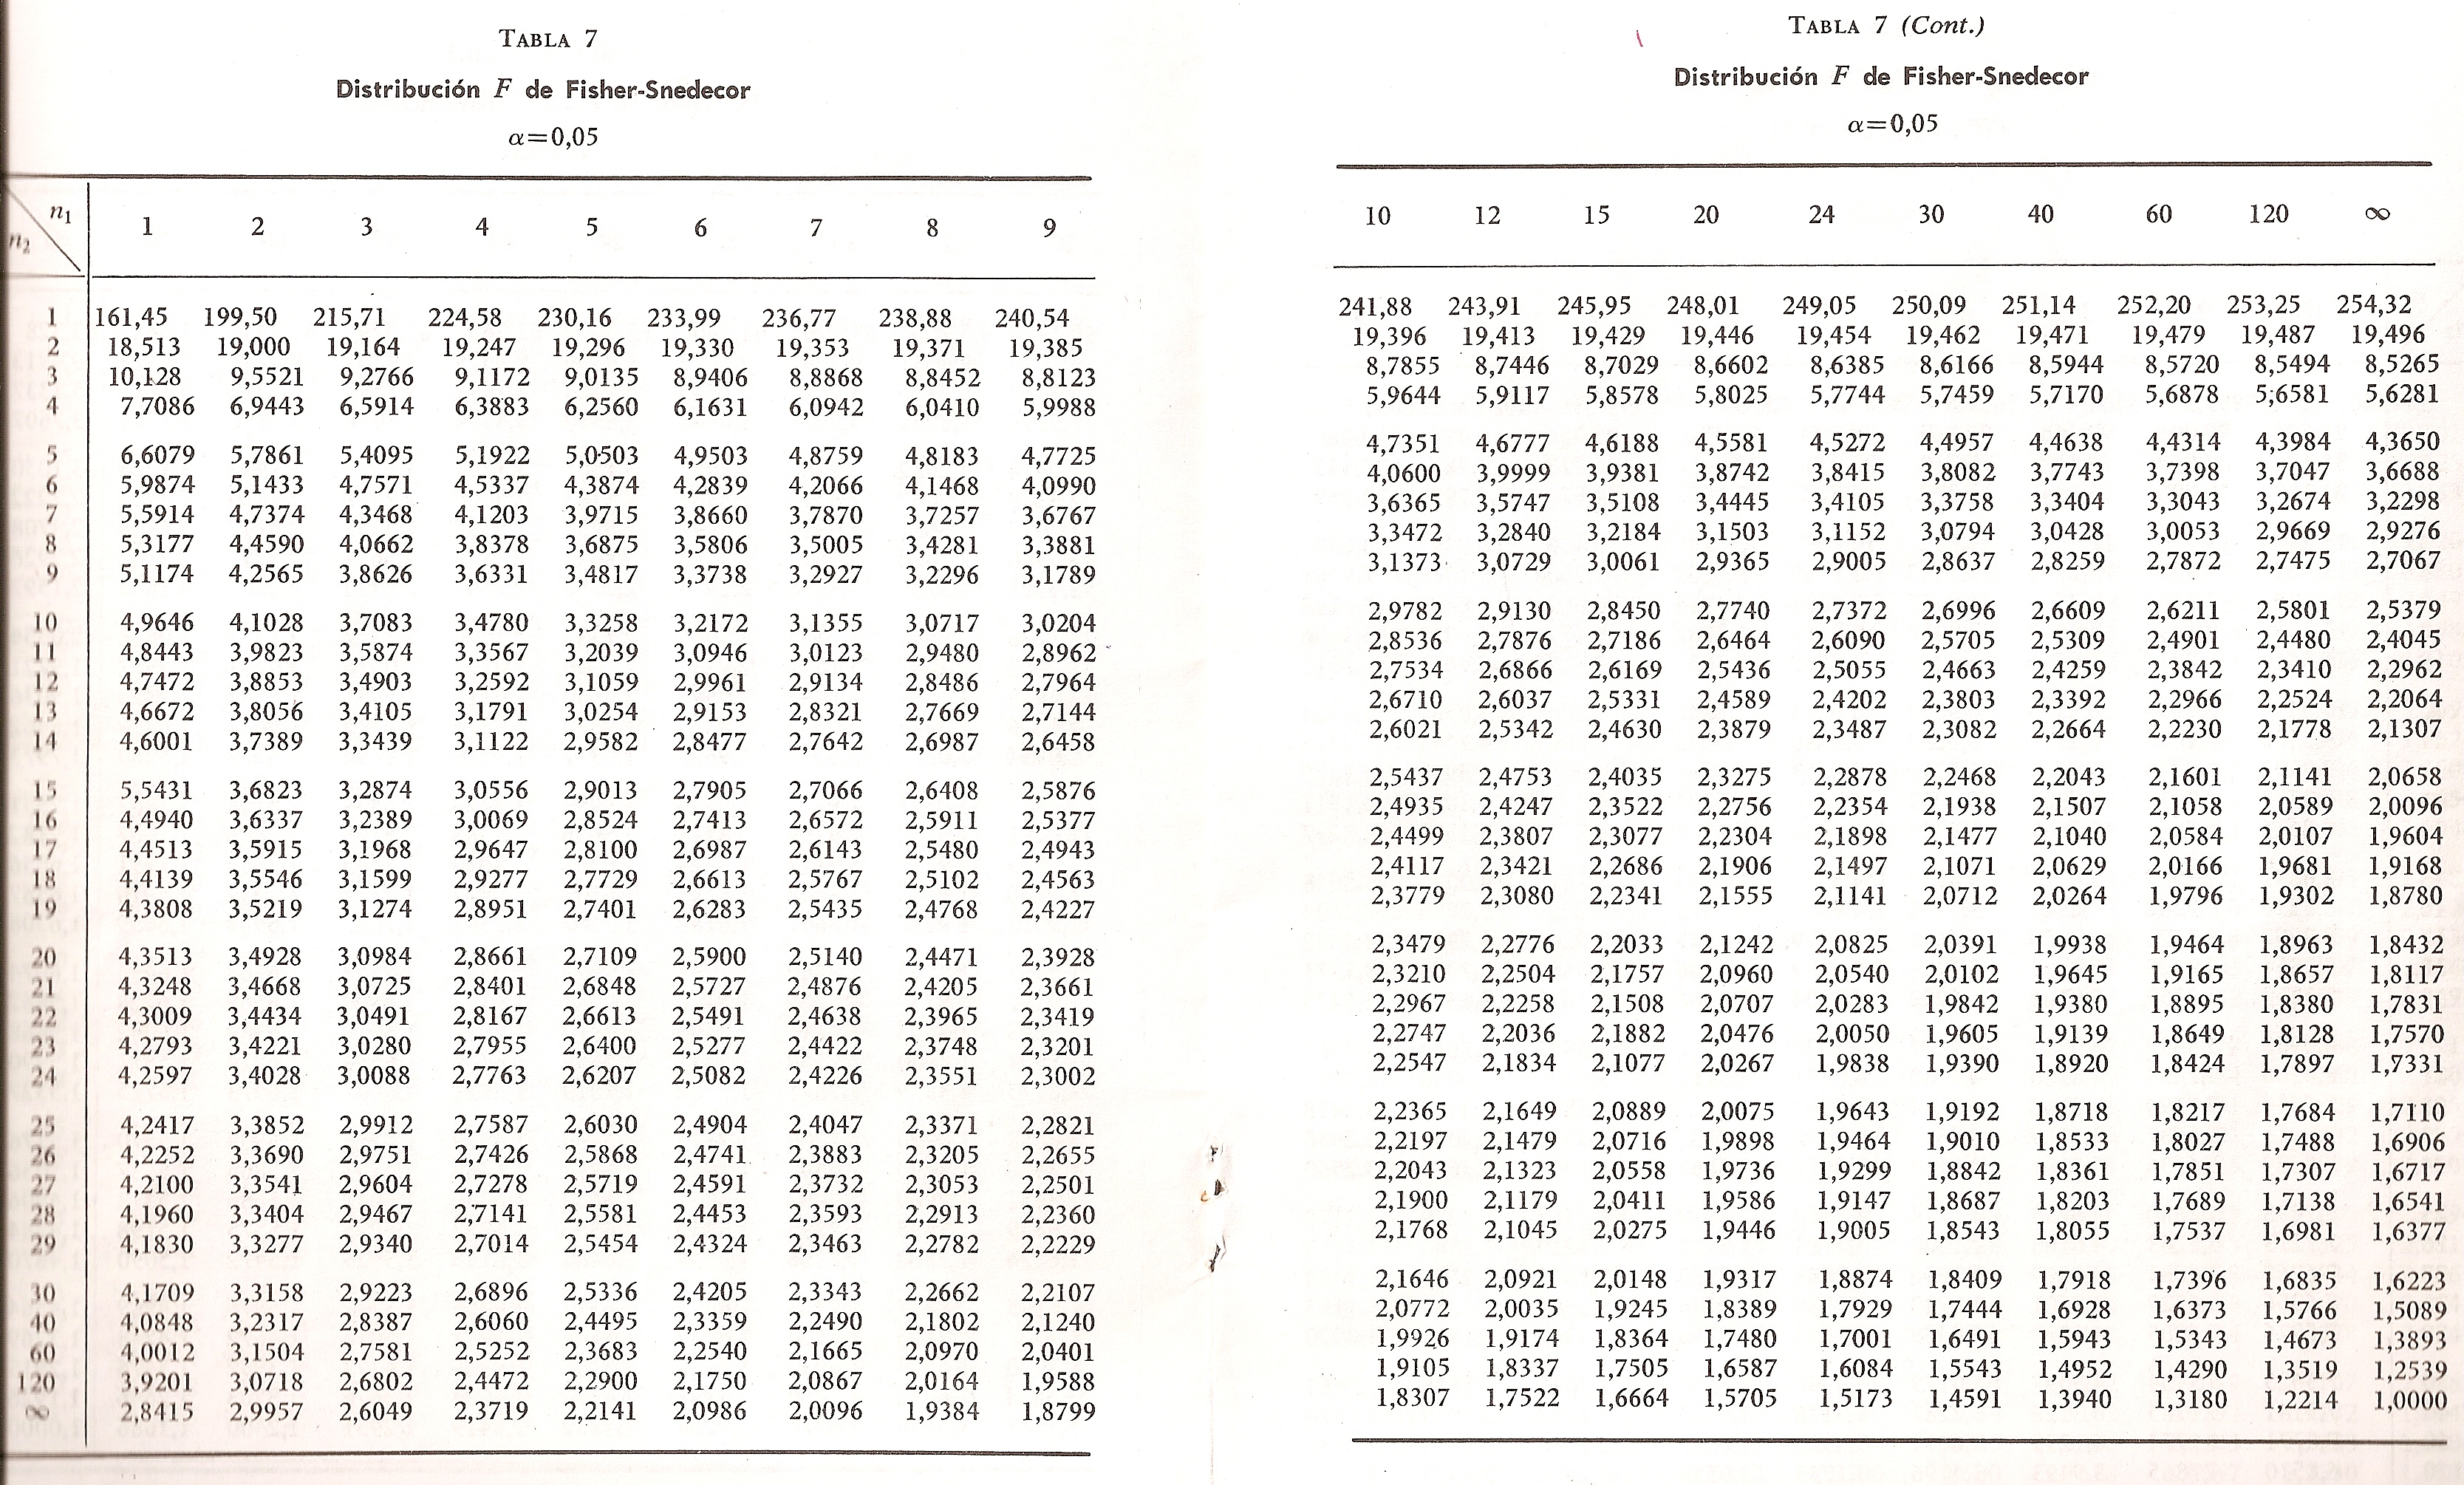 TABLA 7
Distribución F de Fisher-Snedecor
α=0,05
n₁
n₂
1 2 3 4 5 6 7 8 9
1 161,45 199,50 215,71 224,58 230,16 233,99 236,77 238,88 240,54
2 18,513 19,000 19,164 19,247 19,296 19,330 19,353 19,371 19,385
3 10,128 9,5521 9,2766 9,1172 9,0135 8,9406 8,8868 8,8452 8,8123
4 7,7086 6,9443 6,5914 6,3883 6,2560 6,1631 6,0942 6,0410 5,9988
5 6,6079 5,7861 5,4095 5,1922 5,0503 4,9503 4,8759 4,8183 4,7725
6 5,9874 5,1433 4,7571 4,5337 4,3874 4,2839 4,2066 4,1468 4,0990
7 5,5914 4,7374 4,3468 4,1203 3,9715 3,8660 3,7870 3,7257 3,6767
8 5,3177 4,4590 4,0662 3,8378 3,6875 3,5806 3,5005 3,4281 3,3881
9 5,1174 4,2565 3,8626 3,6331 3,4817 3,3738 3,2927 3,2296 3,1789
10 4,9646 4,1028 3,7083 3,4780 3,3258 3,2172 3,1355 3,0717 3,0204
11 4,8443 3,9823 3,5874 3,3567 3,2039 3,0946 3,0123 2,9480 2,8962
12 4,7472 3,8853 3,4903 3,2592 3,1059 2,9961 2,9134 2,8486 2,7964
13 4,6672 3,8056 3,4105 3,1791 3,0254 2,9153 2,8321 2,7669 2,7144
14 4,6001 3,7389 3,3439 3,1122 2,9582 2,8477 2,7642 2,6987 2,6458
15 5,5431 3,6823 3,2874 3,0556 2,9013 2,7905 2,7066 2,6408 2,5876
16 4,4940 3,6337 3,2389 3,0069 2,8524 2,7413 2,6572 2,5911 2,5377
17 4,4513 3,5915 3,1968 2,9647 2,8100 2,6987 2,6143 2,5480 2,4943
18 4,4139 3,5546 3,1599 2,9277 2,7729 2,6613 2,5767 2,5102 2,4563
19 4,3808 3,5219 3,1274 2,8951 2,7401 2,6283 2,5435 2,4768 2,4227
20 4,3513 3,4928 3,0984 2,8661 2,7109 2,5900 2,5140 2,4471 2,3928
21 4,3248 3,4668 3,0725 2,8401 2,6848 2,5727 2,4876 2,4205 2,3661
22 4,3009 3,4434 3,0491 2,8167 2,6613 2,5491 2,4638 2,3965 2,3419
23 4,2793 3,4221 3,0280 2,7955 2,6400 2,5277 2,4422 2,3748 2,3201
24 4,2597 3,4028 3,0088 2,7763 2,6207 2,5082 2,4226 2,3551 2,3002
25 4,2417 3,3852 2,9912 2,7587 2,6030 2,4904 2,4047 2,3371 2,2821
26 4,2252 3,3690 2,9751 2,7426 2,5868 2,4741 2,3883 2,3205 2,2655
27 4,2100 3,3541 2,9604 2,7278 2,5719 2,4591 2,3732 2,3053 2,2501
28 4,1960 3,3404 2,9467 2,7141 2,5581 2,4453 2,3593 2,2913 2,2360
29 4,1830 3,3277 2,9340 2,7014 2,5454 2,4324 2,3463 2,2782 2,2229
30 4,1709 3,3158 2,9223 2,6896 2,5336 2,4205 2,3343 2,2662 2,2107
40 4,0848 3,2317 2,8387 2,6060 2,4495 2,3359 2,2490 2,1802 2,1240
60 4,0012 3,1504 2,7581 2,5252 2,3683 2,2540 2,1665 2,0970 2,0401
120 3,9201 3,0718 2,6802 2,4472 2,2900 2,1750 2,0867 2,0164 1,9588
∞ 2,8415 2,9957 2,6049 2,3719 2,2141 2,0986 2,0096 1,9384 1,8799
TABLA 7 (Cont.)
Distribución F de Fisher-Snedecor
α=0,05
10 12 15 20 24 30 40 60 120 ∞
241,88 243,91 245,95 248,01 249,05 250,09 251,14 252,20 253,25 254,32
19,396 19,413 19,429 19,446 19,454 19,462 19,471 19,479 19,487 19,496
8,7855 8,7446 8,7029 8,6602 8,6385 8,6166 8,5944 8,5720 8,5494 8,5265
5,9644 5,9117 5,8578 5,8025 5,7744 5,7459 5,7170 5,6878 5;6581 5,6281
4,7351 4,6777 4,6188 4,5581 4,5272 4,4957 4,4638 4,4314 4,3984 4,3650
4,0600 3,9999 3,9381 3,8742 3,8415 3,8082 3,7743 3,7398 3,7047 3,6688
3,6365 3,5747 3,5108 3,4445 3,4105 3,3758 3,3404 3,3043 3,2674 3,2298
3,3472 3,2840 3,2184 3,1503 3,1152 3,0794 3,0428 3,0053 2,9669 2,9276
3,1373 3,0729 3,0061 2,9365 2,9005 2,8637 2,8259 2,7872 2,7475 2,7067
2,9782 2,9130 2,8450 2,7740 2,7372 2,6996 2,6609 2,6211 2,5801 2,5379
2,8536 2,7876 2,7186 2,6464 2,6090 2,5705 2,5309 2,4901 2,4480 2,4045
2,7534 2,6866 2,6169 2,5436 2,5055 2,4663 2,4259 2,3842 2,3410 2,2962
2,6710 2,6037 2,5331 2,4589 2,4202 2,3803 2,3392 2,2966 2,2524 2,2064
2,6021 2,5342 2,4630 2,3879 2,3487 2,3082 2,2664 2,2230 2,1778 2,1307
2,5437 2,4753 2,4035 2,3275 2,2878 2,2468 2,2043 2,1601 2,1141 2,0658
2,4935 2,4247 2,3522 2,2756 2,2354 2,1938 2,1507 2,1058 2,0589 2,0096
2,4499 2,3807 2,3077 2,2304 2,1898 2,1477 2,1040 2,0584 2,0107 1,9604
2,4117 2,3421 2,2686 2,1906 2,1497 2,1071 2,0629 2,0166 1,9681 1,9168
2,3779 2,3080 2,2341 2,1555 2,1141 2,0712 2,0264 1,9796 1,9302 1,8780
2,3479 2,2776 2,2033 2,1242 2,0825 2,0391 1,9938 1,9464 1,8963 1,8432
2,3210 2,2504 2,1757 2,0960 2,0540 2,0102 1,9645 1,9165 1,8657 1,8117
2,2967 2,2258 2,1508 2,0707 2,0283 1,9842 1,9380 1,8895 1,8380 1,7831
2,2747 2,2036 2,1882 2,0476 2,0050 1,9605 1,9139 1,8649 1,8128 1,7570
2,2547 2,1834 2,1077 2,0267 1,9838 1,9390 1,8920 1,8424 1,7897 1,7331
2,2365 2,1649 2,0889 2,0075 1,9643 1,9192 1,8718 1,8217 1,7684 1,7110
2,2197 2,1479 2,0716 1,9898 1,9464 1,9010 1,8533 1,8027 1,7488 1,6906
2,2043 2,1323 2,0558 1,9736 1,9299 1,8842 1,8361 1,7851 1,7307 1,6717
2,1900 2,1179 2,0411 1,9586 1,9147 1,8687 1,8203 1,7689 1,7138 1,6541
2,1768 2,1045 2,0275 1,9446 1,9005 1,8543 1,8055 1,7537 1,6981 1,6377
2,1646 2,0921 2,0148 1,9317 1,8874 1,8409 1,7918 1,7396 1,6835 1,6223
2,0772 2,0035 1,9245 1,8389 1,7929 1,7444 1,6928 1,6373 1,5766 1,5089
1,9926 1,9174 1,8364 1,7480 1,7001 1,6491 1,5943 1,5343 1,4673 1,3893
1,9105 1,8337 1,7505 1,6587 1,6084 1,5543 1,4952 1,4290 1,3519 1,2539
1,8307 1,7522 1,6664 1,5705 1,5173 1,4591 1,3940 1,3180 1,2214 1,0000